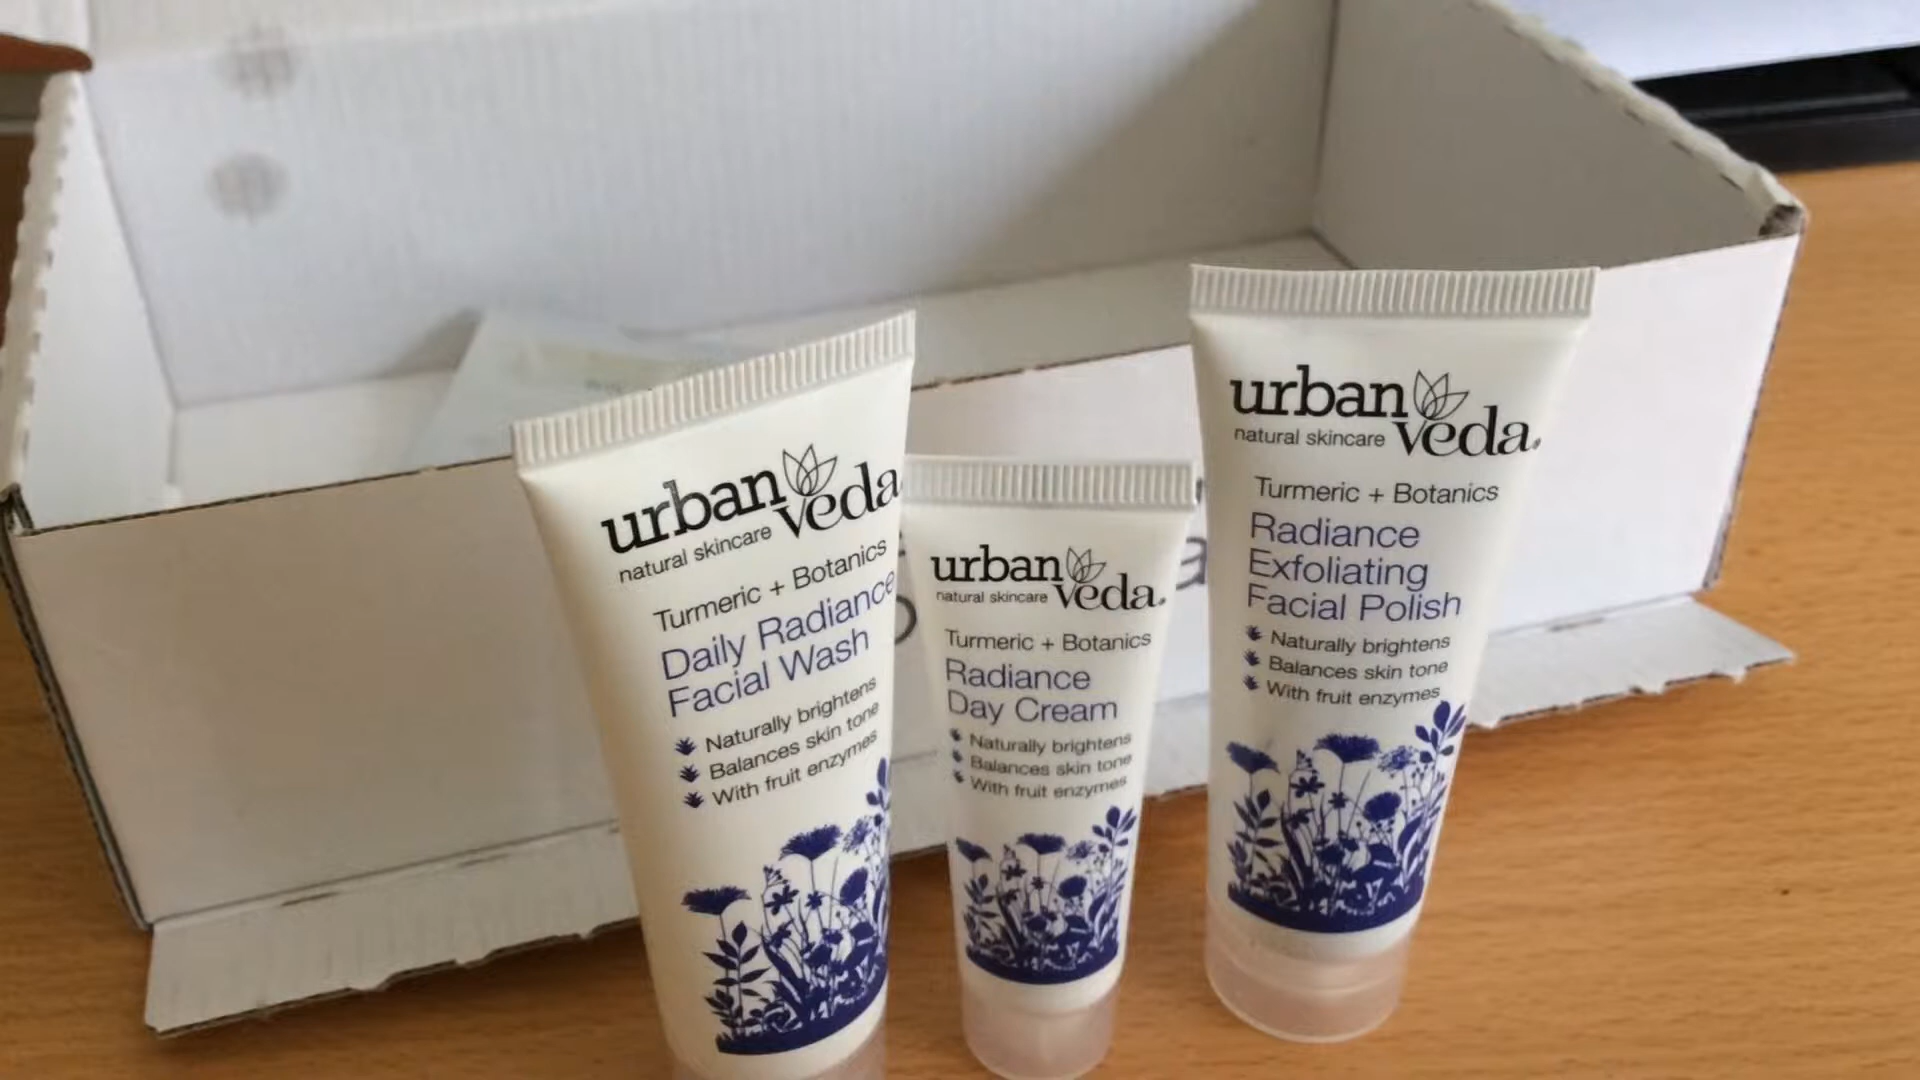 urban
veda
natural skincare
Turmeric + Botanics
Daily Radiance
Facial Wash
Naturally brightens
Balances skin tone
With fruit enzymes
urban
veda.
natural skincare
Turmeric + Botanics
Radiance
Day Cream
Naturally brightens
Balances skin tone
With fruit enzymes
urban
veda
natural skincare
Turmeric + Botanics
Radiance
Exfoliating
Facial Polish
Naturally brightens
Balances skin tone
With fruit enzymes